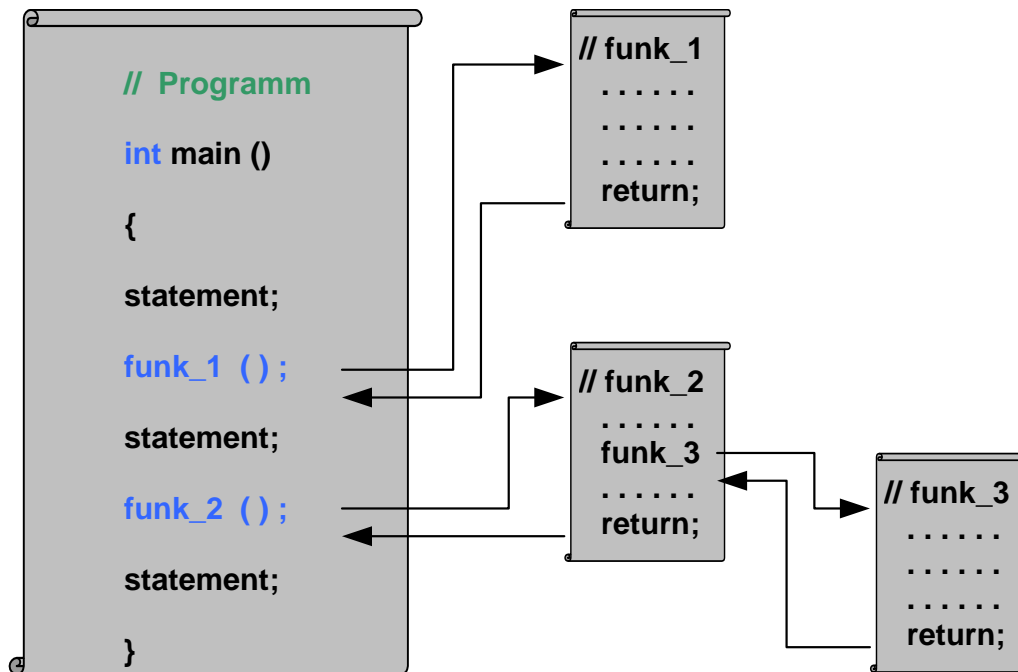 // Programm
int main ()
{
statement;
funk_1 ( ) ;
statement;
funk_2 ( ) ;
statement;
}
// funk_1
. . . . . .
. . . . . .
. . . . . .
return;
// funk_2
. . . . . .
funk_3
. . . . . .
return;
// funk_3
. . . . . .
. . . . . .
. . . . . .
return;